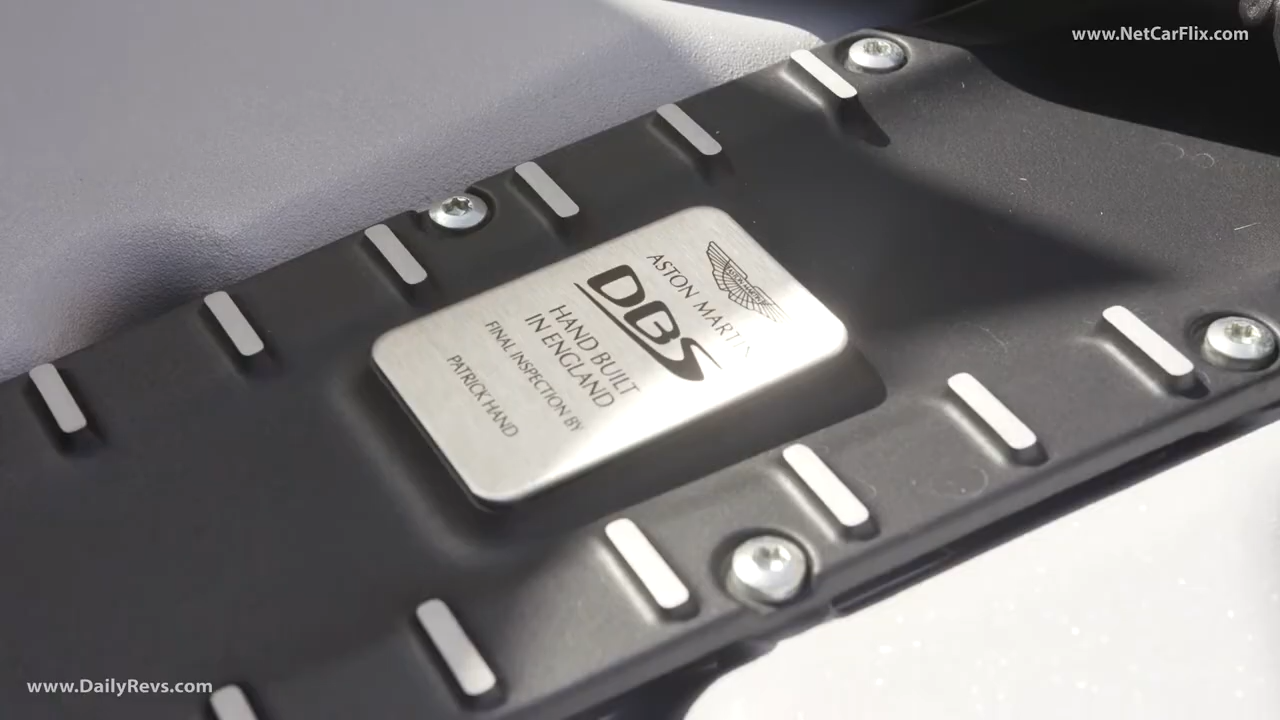 www.NetCarFlix.com
ASTON MARTIN
DBS
HAND BUILT
IN ENGLAND
FINAL INSPECTION BY
PATRICK HAND
www.DailyRevs.com